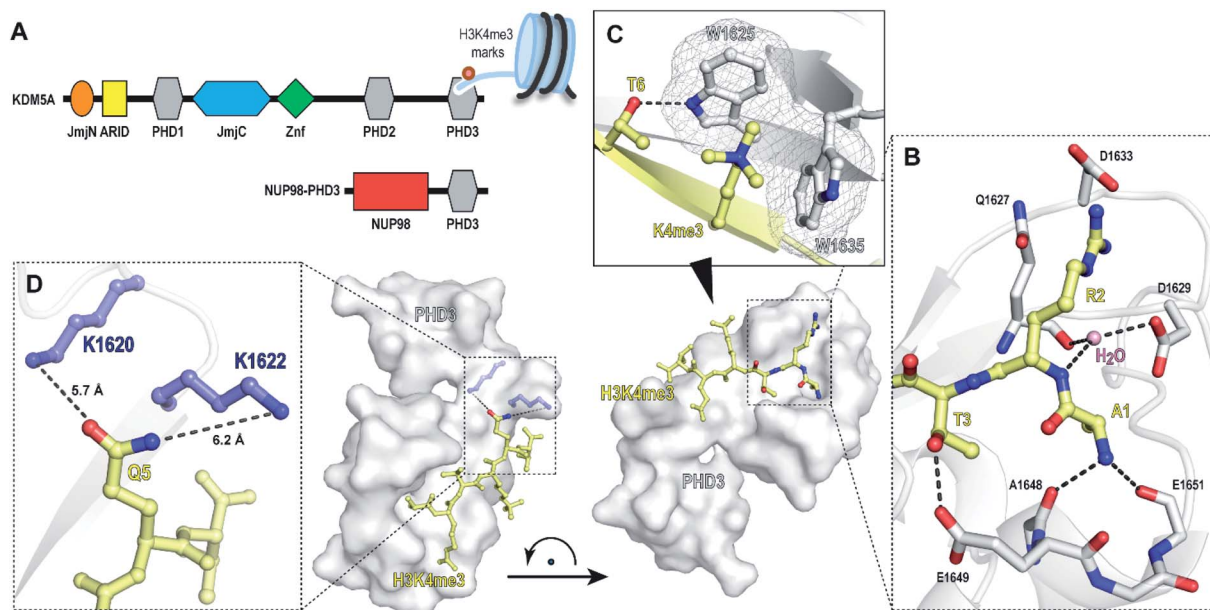 A
H3K4me3
marks
KDM5A
JmjN ARID PHD1 JmjC Znf PHD2 PHD3
NUP98-PHD3
NUP98 PHD3
C
W1625
T6
K4me3
W1635
B
D1633
Q1627
R2
D1629
H₂O
T3
A1
A1648
E1651
E1649
D
K1620
K1622
5.7 Å
6.2 Å
Q5
PHD3
H3K4me3
H3K4me3
PHD3